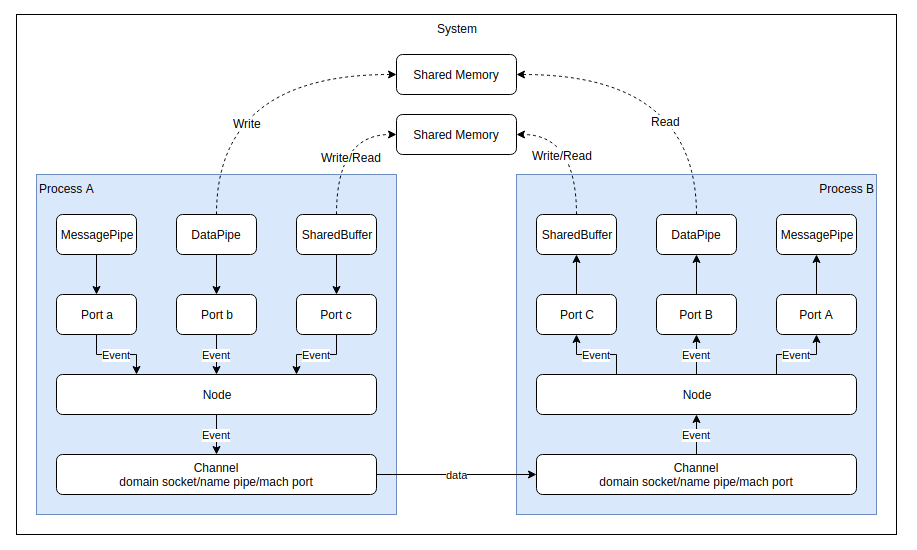 System
Shared Memory
Write
Read
Shared Memory
Write/Read
Write/Read
Process A
Process B
MessagePipe
DataPipe
SharedBuffer
SharedBuffer
DataPipe
MessagePipe
Port a
Port b
Port c
Port C
Port B
Port A
Event
Event
Event
Event
Event
Event
Node
Node
Event
Event
Channel
domain socket/name pipe/mach port
data
Channel
domain socket/name pipe/mach port